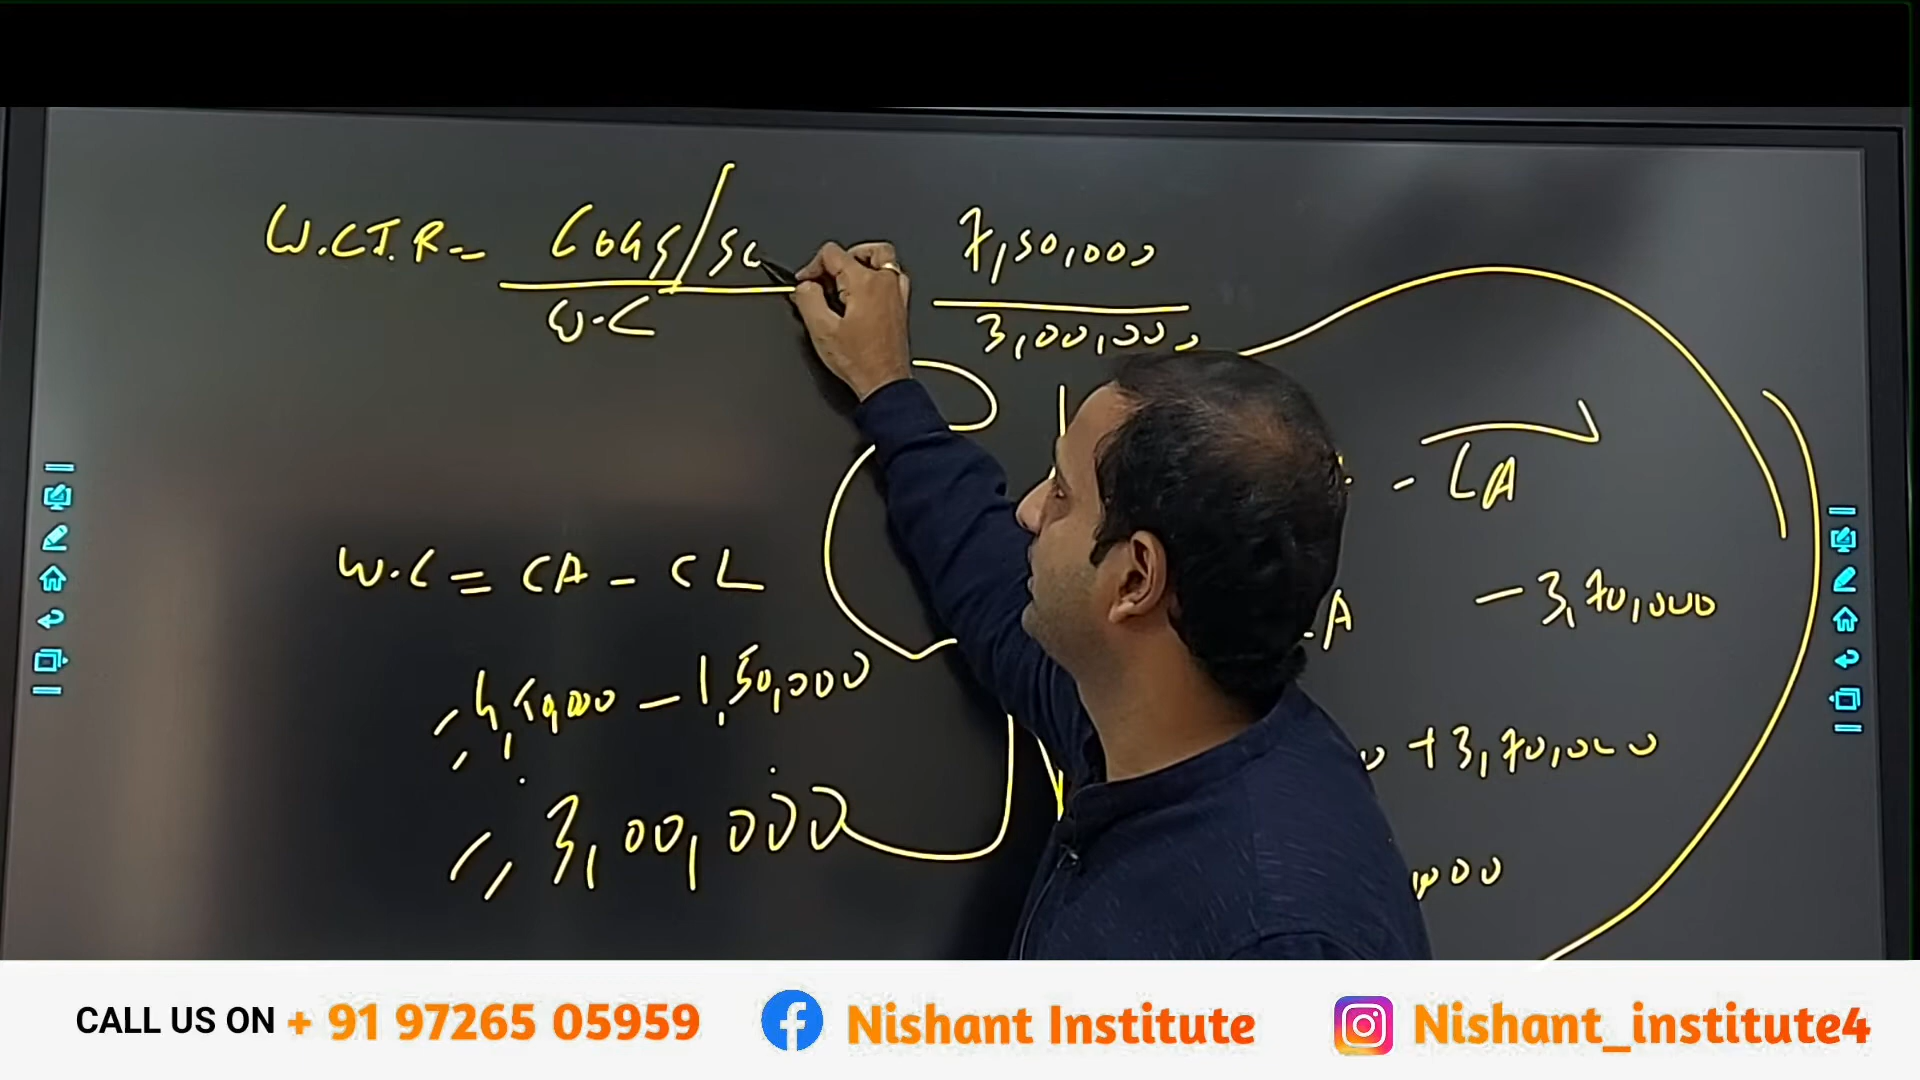 W.C.T.R =
COGS/SC
W.C
7,50,000
3,00,000
- LA
W.C = CA - CL
- 3,70,000
= 4,50,000 - 1,50,000
+ 3,70,000
= 3,00,000
CALL US ON + 91 97265 05959 Nishant Institute Nishant_institute4